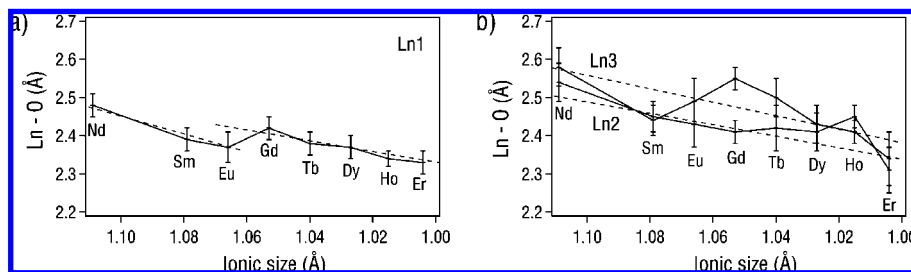 a)
2.7
2.6
2.5
2.4
2.3
2.2
Ln - O (Å)
Ln1
Nd
Sm
Eu
Gd
Tb
Dy
Ho
Er
1.10 1.08 1.06 1.04 1.02 1.00
Ionic size (Å)
b)
2.7
2.6
2.5
2.4
2.3
2.2
Ln - O (Å)
Ln3
Ln2
Nd
Sm
Eu
Gd
Tb
Dy
Ho
Er
1.10 1.08 1.06 1.04 1.02 1.00
Ionic size (Å)